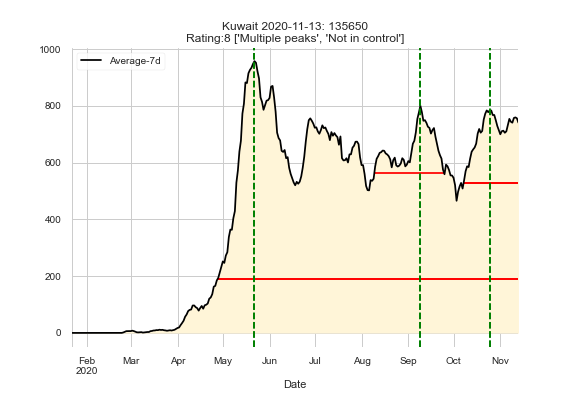 Kuwait 2020-11-13: 135650
Rating:8 ['Multiple peaks', 'Not in control']
Average-7d
1000
800
600
400
200
0
Feb Mar Apr May Jun Jul Aug Sep Oct Nov
2020
Date